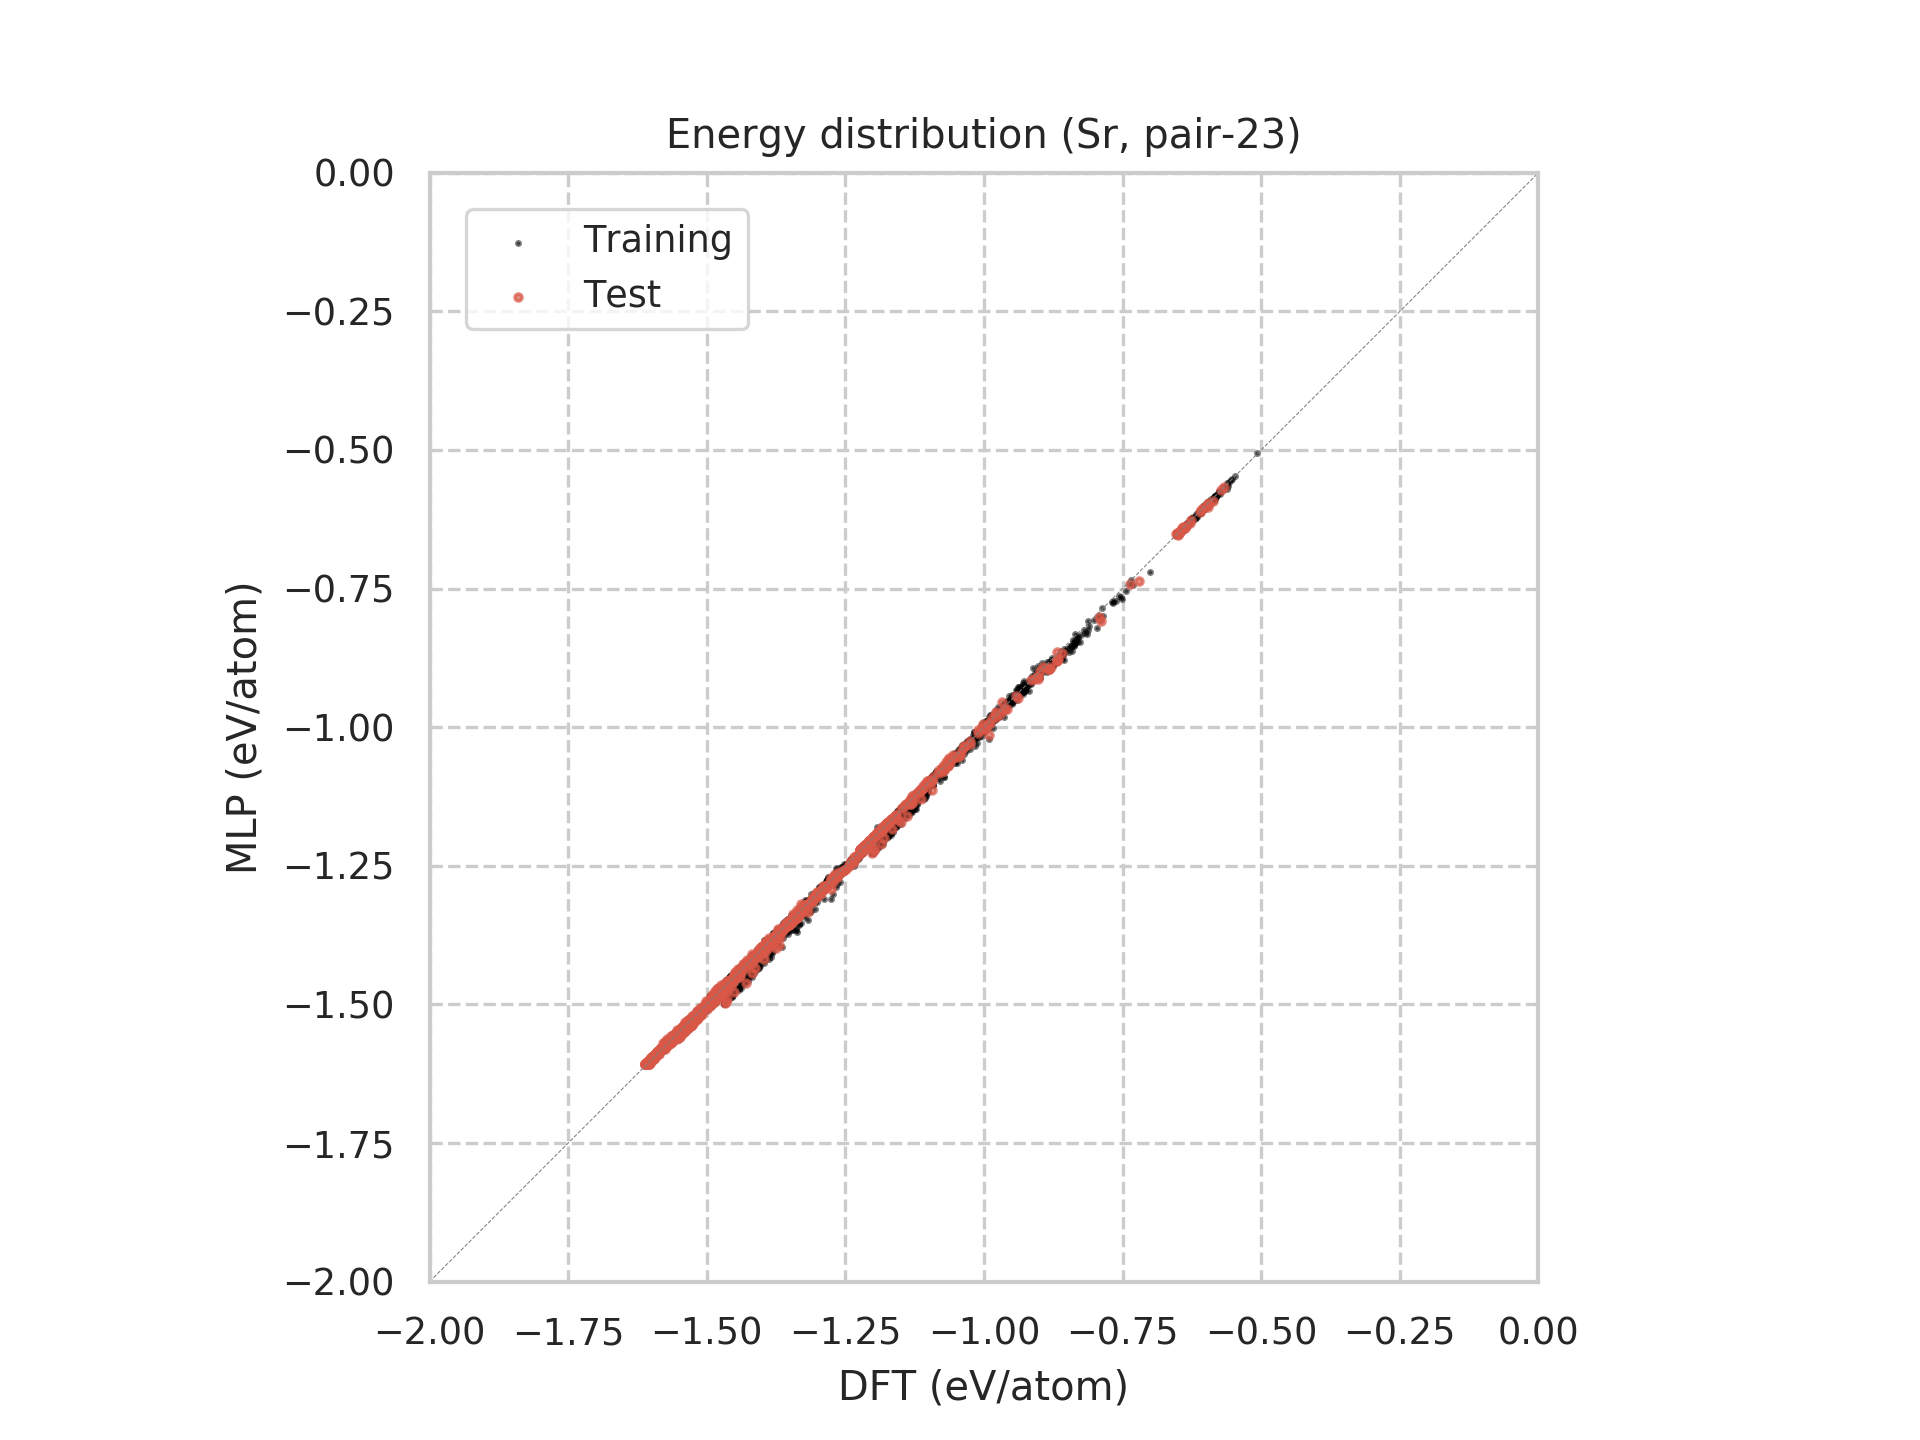 Energy distribution (Sr, pair-23)
0.00
−0.25
−0.50
−0.75
−1.00
−1.25
−1.50
−1.75
−2.00
MLP (eV/atom)
Training
Test
−2.00 −1.75 −1.50 −1.25 −1.00 −0.75 −0.50 −0.25 0.00
DFT (eV/atom)